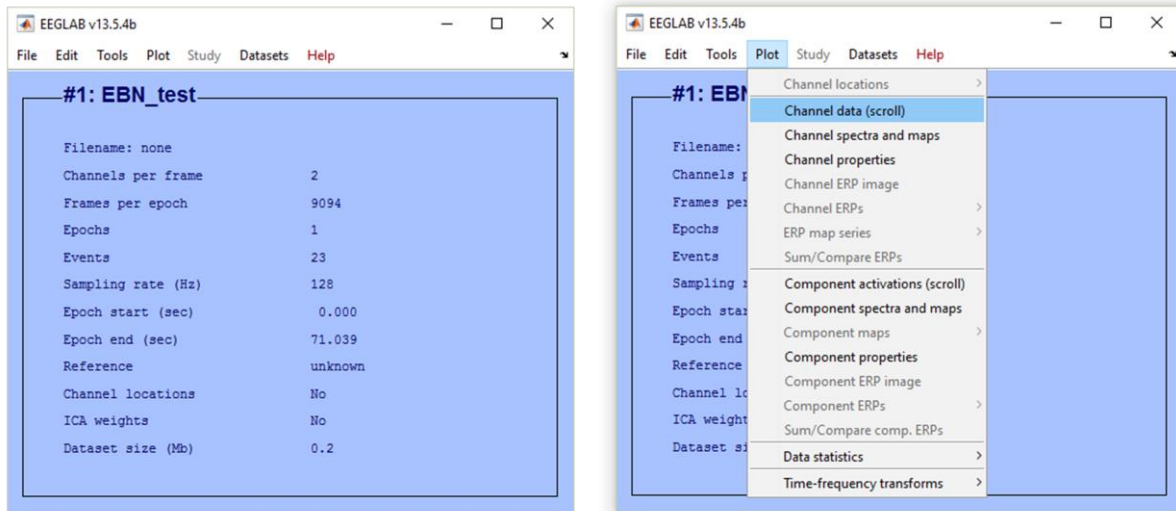 EEGLAB v13.5.4b
File Edit Tools Plot Study Datasets Help
#1: EBN_test
Filename: none
Channels per frame 2
Frames per epoch 9094
Epochs 1
Events 23
Sampling rate (Hz) 128
Epoch start (sec) 0.000
Epoch end (sec) 71.039
Reference unknown
Channel locations No
ICA weights No
Dataset size (Mb) 0.2
EEGLAB v13.5.4b
File Edit Tools Plot Study Datasets Help
#1: EBN
Filename:
Channels p
Frames per
Epochs
Events
Sampling r
Epoch star
Epoch end
Reference
Channel lo
ICA weight
Dataset si
Channel locations >
Channel data (scroll)
Channel spectra and maps
Channel properties
Channel ERP image
Channel ERPs >
ERP map series >
Sum/Compare ERPs
Component activations (scroll)
Component spectra and maps
Component maps >
Component properties
Component ERP image
Component ERPs >
Sum/Compare comp. ERPs
Data statistics >
Time-frequency transforms >